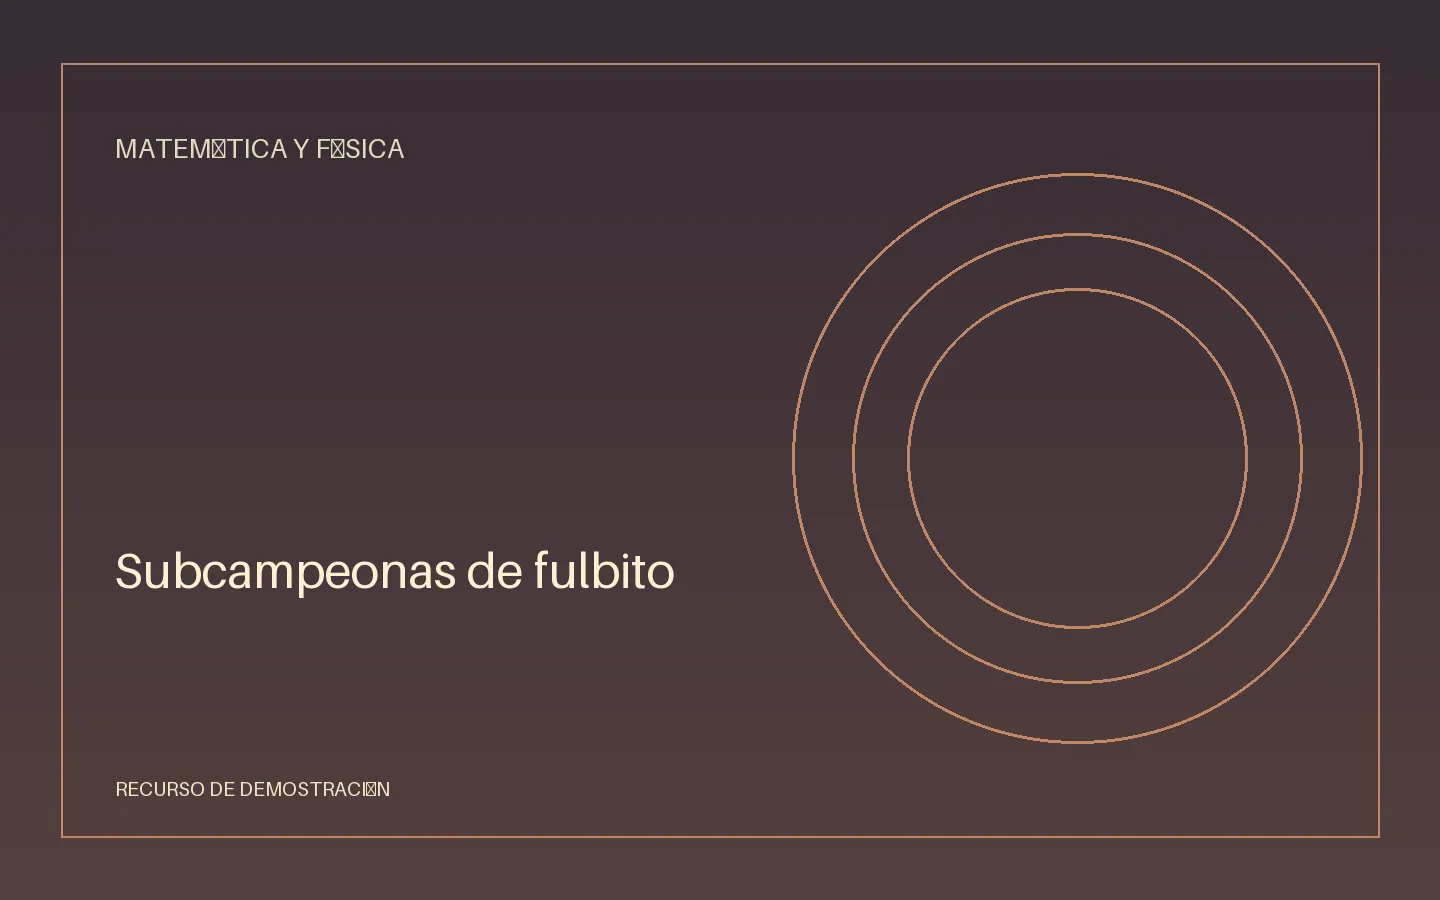 MATEM☒TICA Y F☒SICA
Subcampeonas de fulbito
RECURSO DE DEMOSTRACI☒N